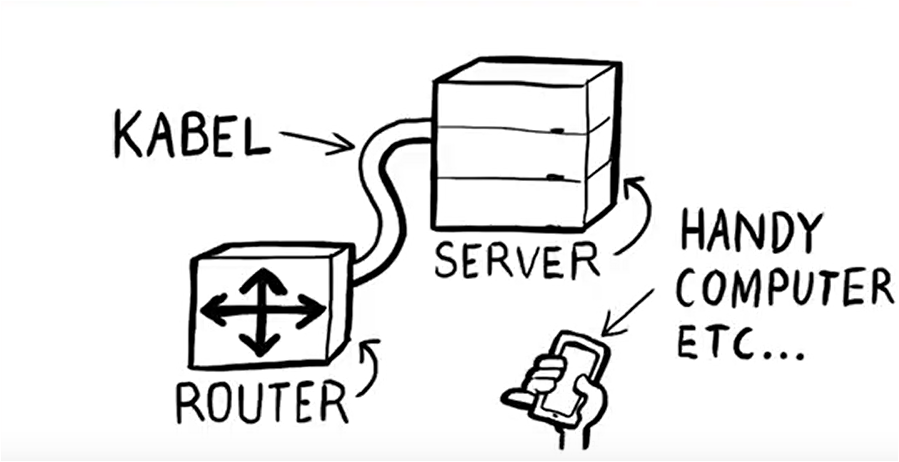 KABEL
SERVER
HANDY
COMPUTER
ETC...
ROUTER